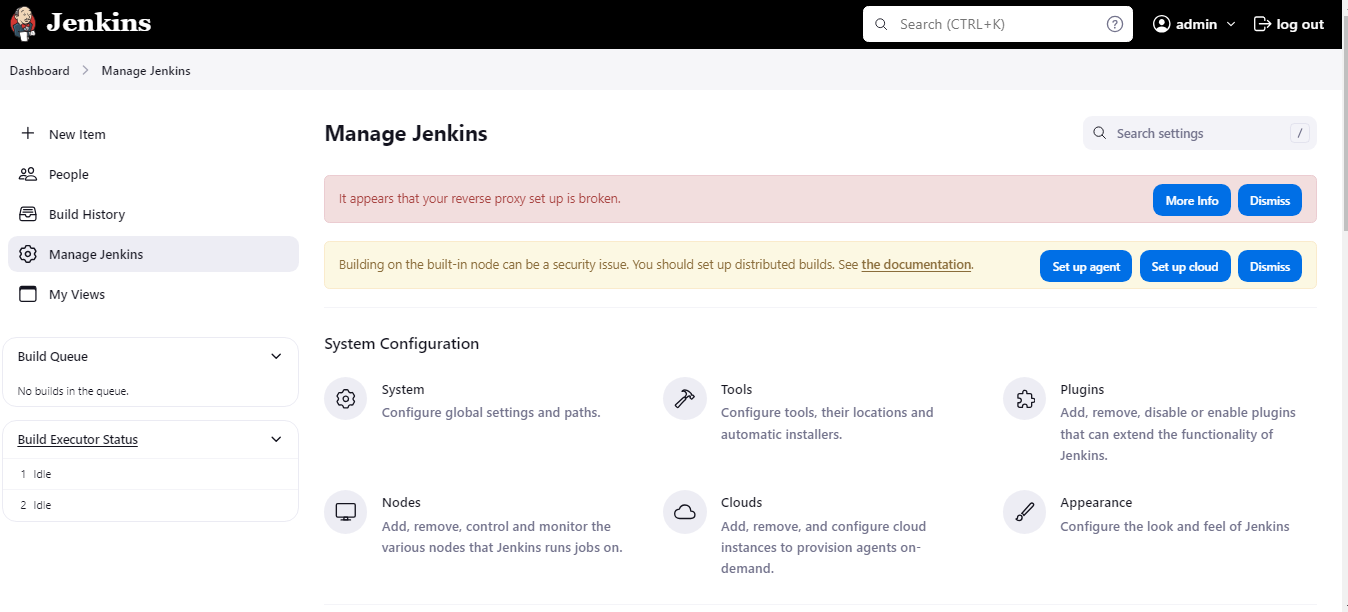 Jenkins
Search (CTRL+K)
?
admin
log out
Dashboard
Manage Jenkins
New Item
People
Build History
Manage Jenkins
My Views
Build Queue
No builds in the queue.
Build Executor Status
1 Idle
2 Idle
Manage Jenkins
Search settings
/
It appears that your reverse proxy set up is broken.
More Info
Dismiss
Building on the built-in node can be a security issue. You should set up distributed builds. See the documentation.
Set up agent
Set up cloud
Dismiss
System Configuration
System
Configure global settings and paths.
Tools
Configure tools, their locations and
automatic installers.
Plugins
Add, remove, disable or enable plugins
that can extend the functionality of
Jenkins.
Nodes
Add, remove, control and monitor the
various nodes that Jenkins runs jobs on.
Clouds
Add, remove, and configure cloud
instances to provision agents on-
demand.
Appearance
Configure the look and feel of Jenkins